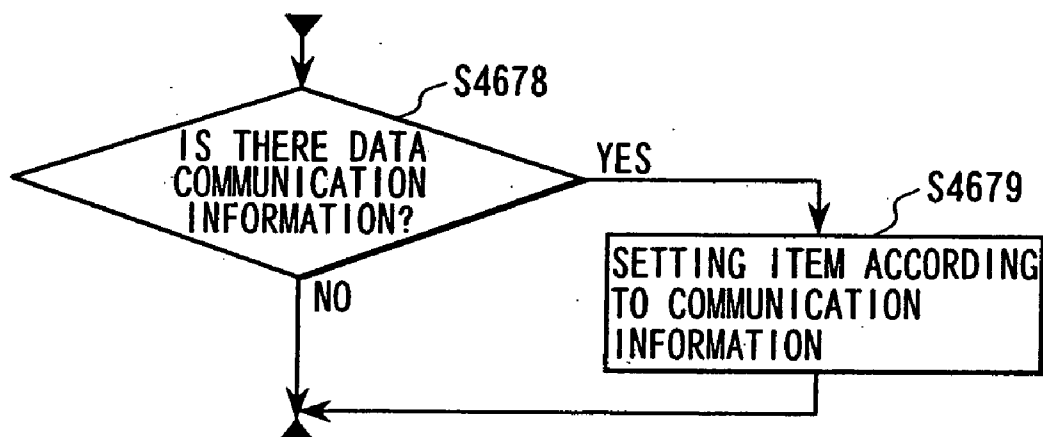 S4678
IS THERE DATA
COMMUNICATION
INFORMATION?
YES
S4679
SETTING ITEM ACCORDING
TO COMMUNICATION
INFORMATION
NO